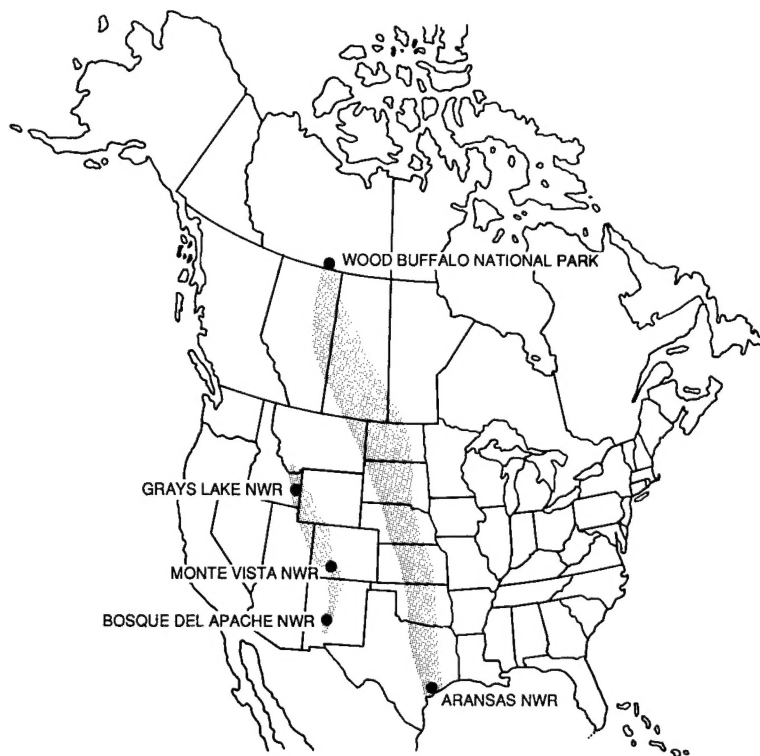 WOOD BUFFALO NATIONAL PARK
GRAYS LAKE NWR
MONTE VISTA NWR
BOSQUE DEL APACHE NWR
ARANSAS NWR